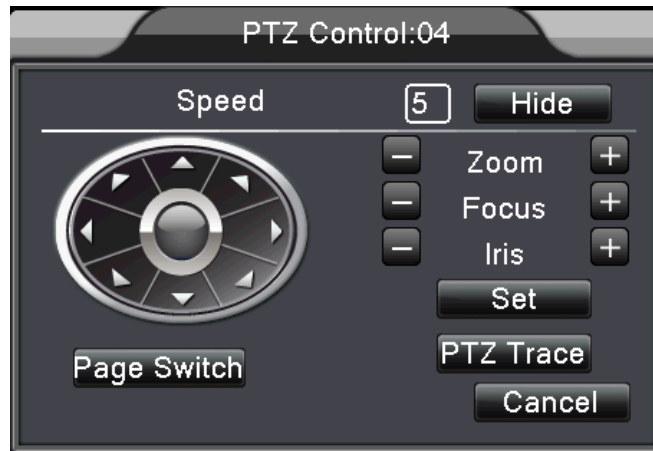 PTZ Control:04
Speed 5 Hide
− Zoom +
− Focus +
− Iris +
Set
Page Switch PTZ Trace
Cancel